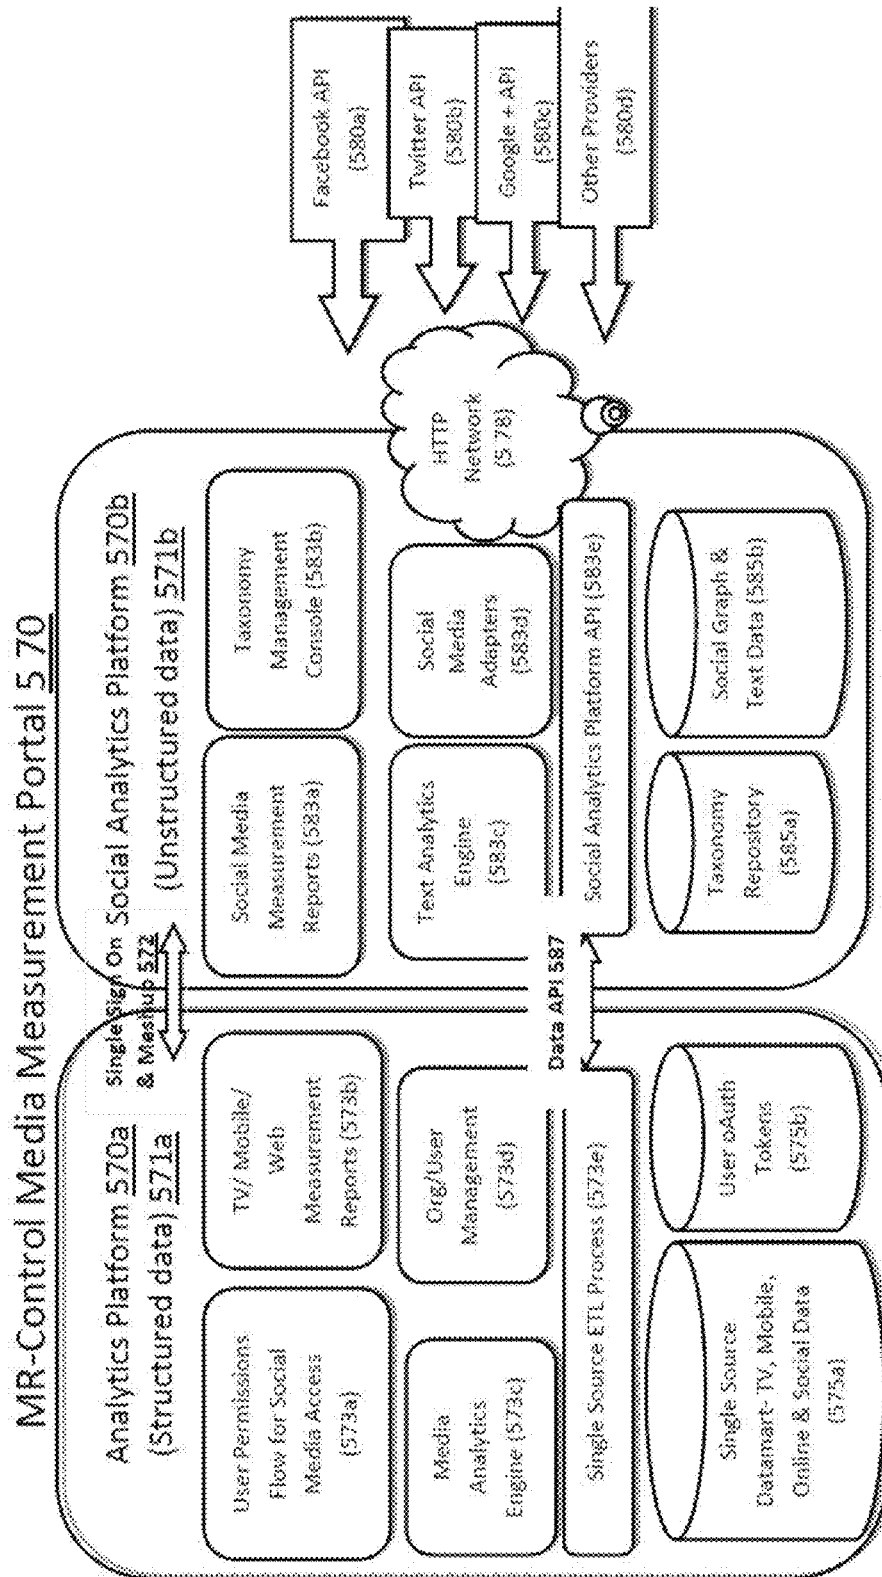 MR-Control Media Measurement Portal 5 70
Analytics Platform 570a
(Structured data) 571a
Single Sign On
& Mashup 572
Social Analytics Platform 570b
(Unstructured data) 571b
User Permissions
Flow for Social
Media Access
(573a)
TV/ Mobile/
Web
Measurement
Reports (573b)
Media
Analytics
Engine (573c)
Org/User
Management
(573d)
Single Source ETL Process (573e)
Single Source
Datamart- TV, Mobile,
Online & Social Data
(575a)
User oAuth
Tokens
(575b)
Data API 587
Social Media
Measurement
Reports (583a)
Taxonomy
Management
Console (583b)
Text Analytics
Engine
(583c)
Social
Media
Adapters
(583d)
Social Analytics Platform API (583e)
Taxonomy
Repository
(585a)
Social Graph &
Text Data (585b)
HTTP
Network
(5 78)
Facebook API
(580a)
Twitter API
(580b)
Google + API
(580c)
Other Providers
(580d)